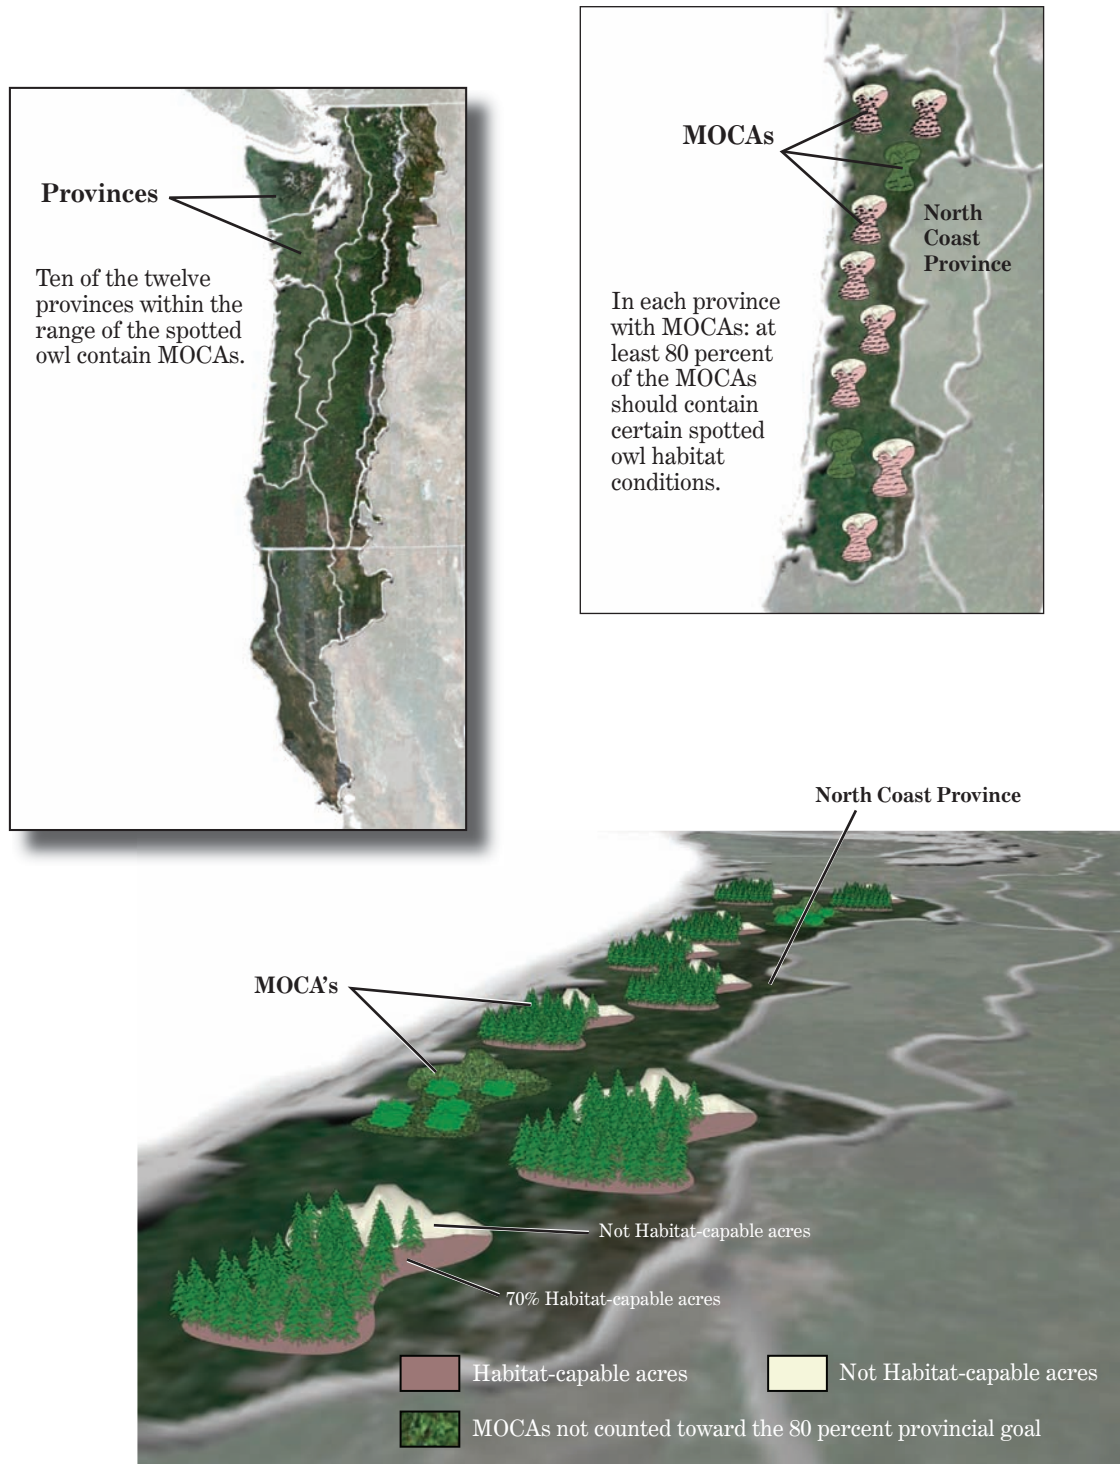 Provinces
Ten of the twelve
provinces within the
range of the spotted
owl contain MOCAs.
MOCAs
North
Coast
Province
In each province
with MOCAs: at
least 80 percent
of the MOCAs
should contain
certain spotted
owl habitat
conditions.
North Coast Province
MOCA's
Not Habitat-capable acres
70% Habitat-capable acres
Habitat-capable acres
Not Habitat-capable acres
MOCAs not counted toward the 80 percent provincial goal